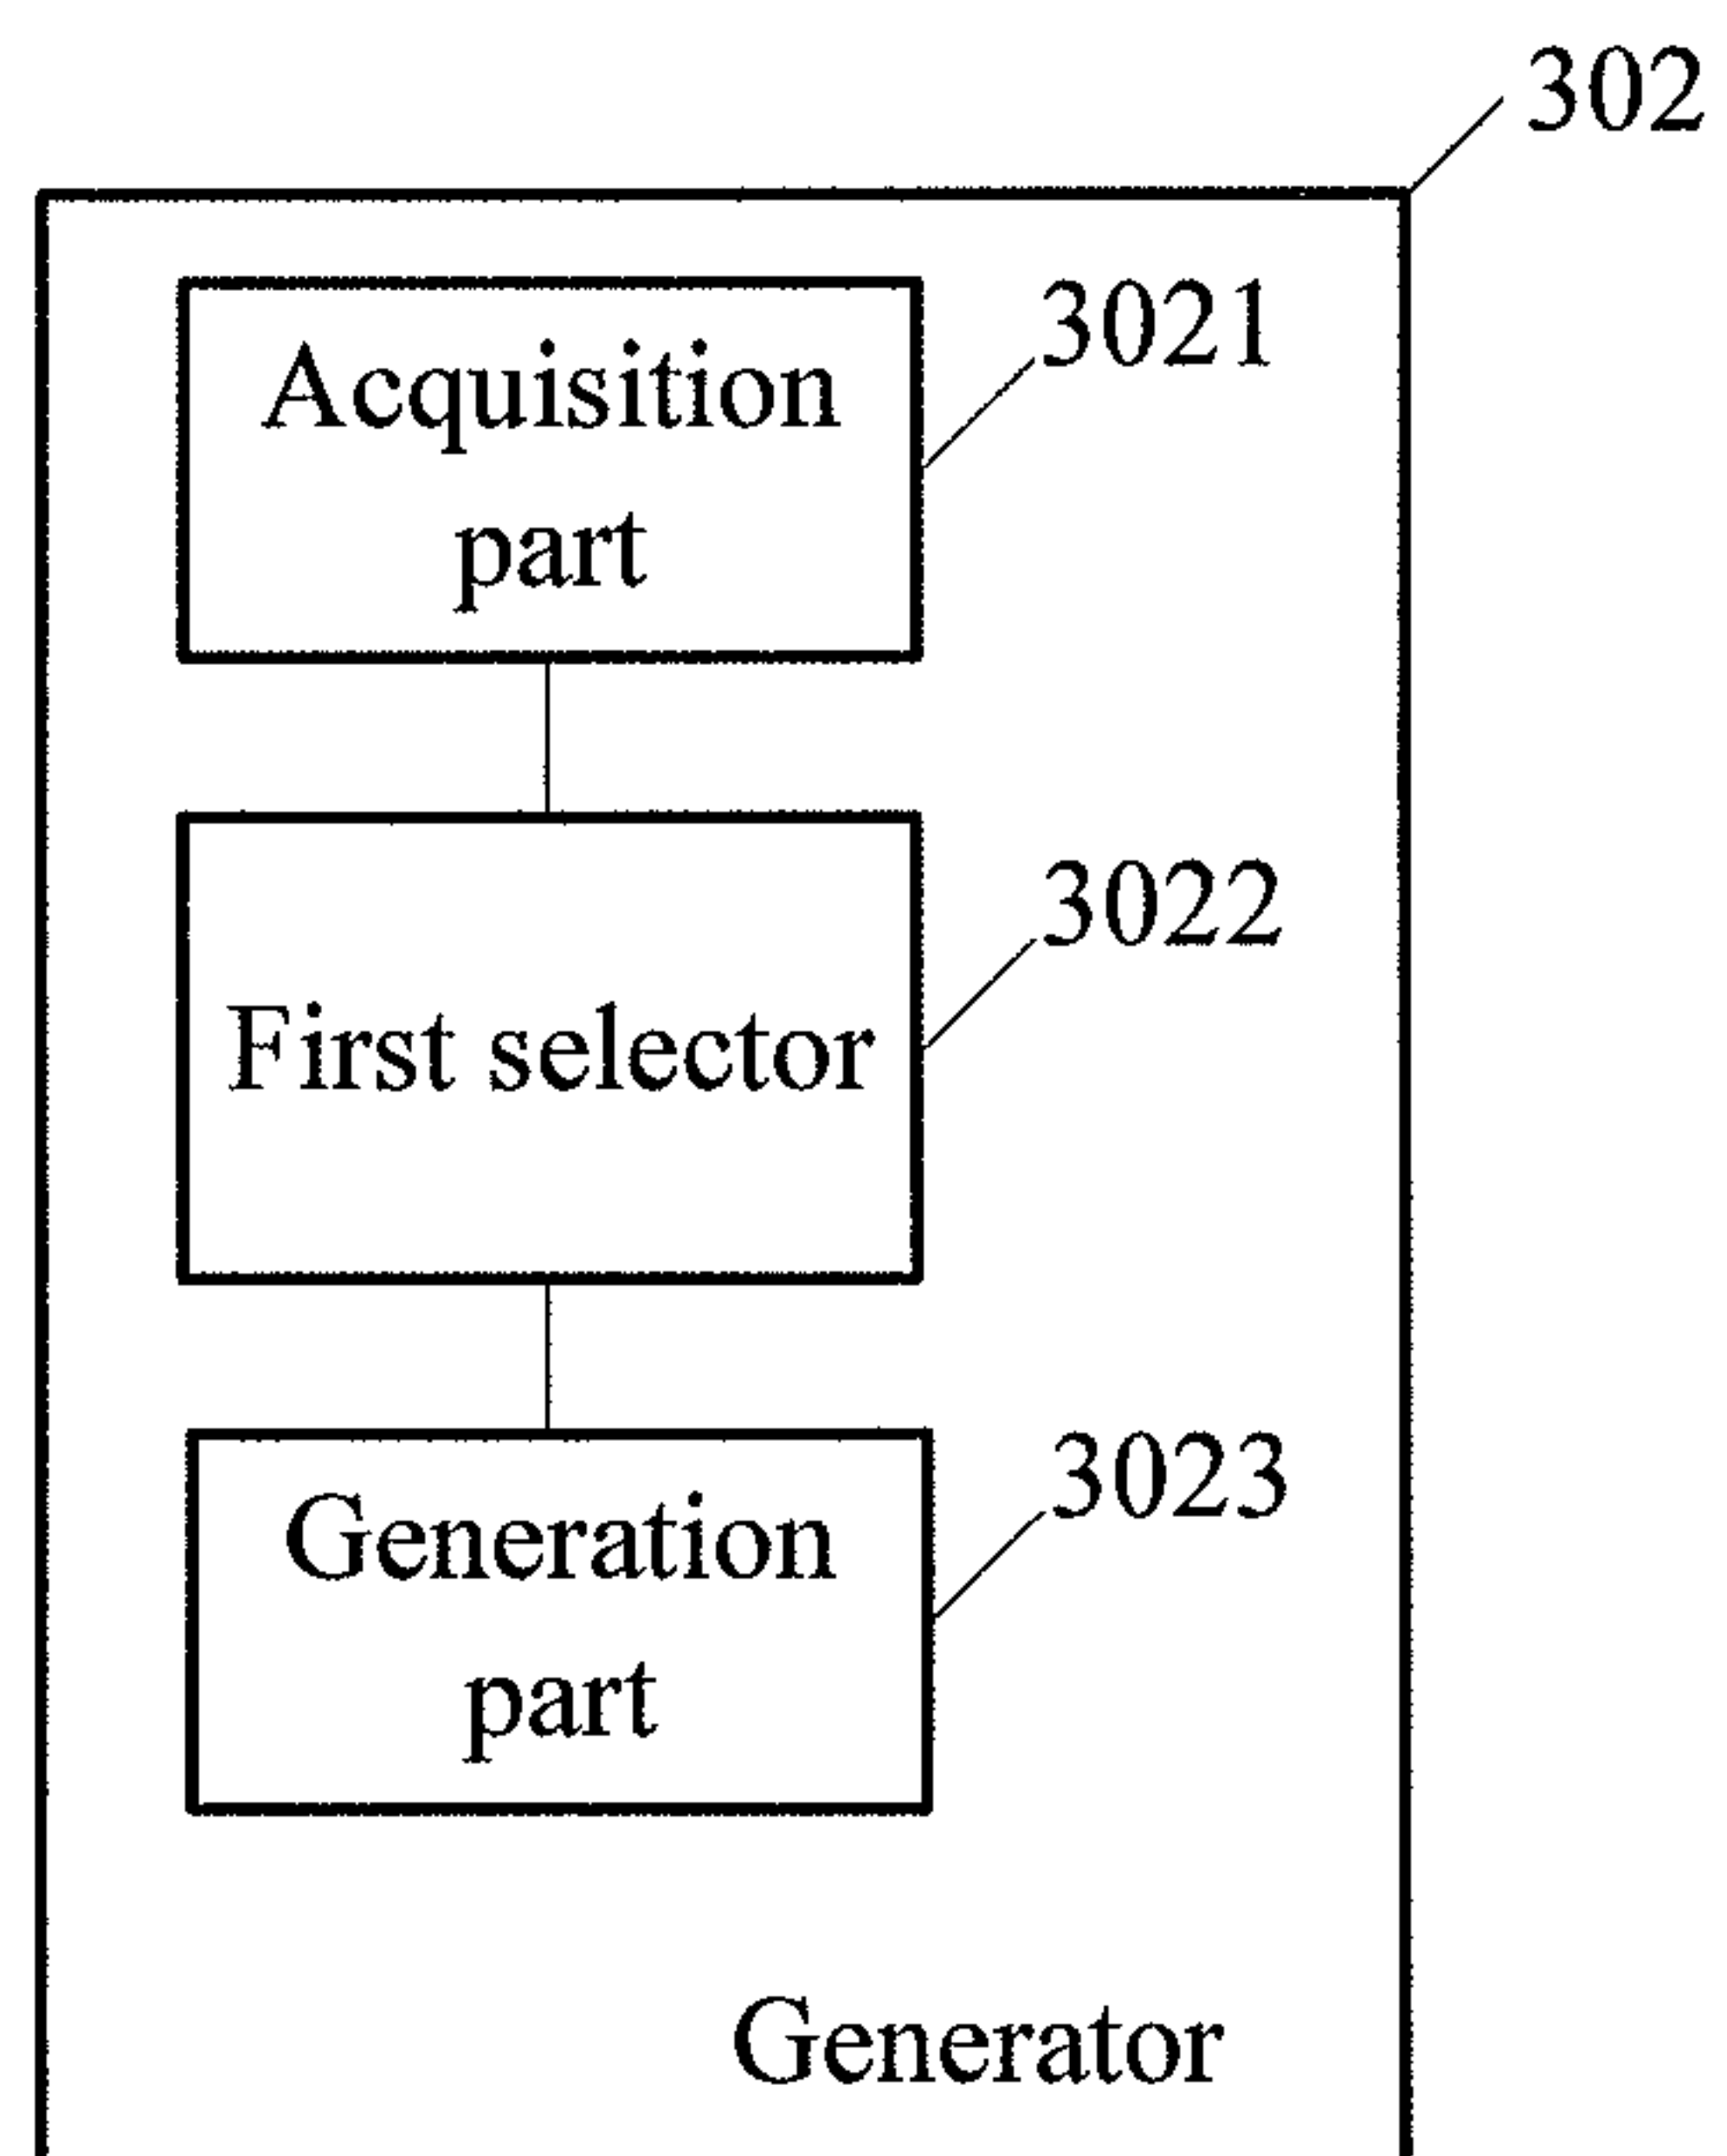 302
3021
Acquisition
part
3022
First selector
3023
Generation
part
Generator